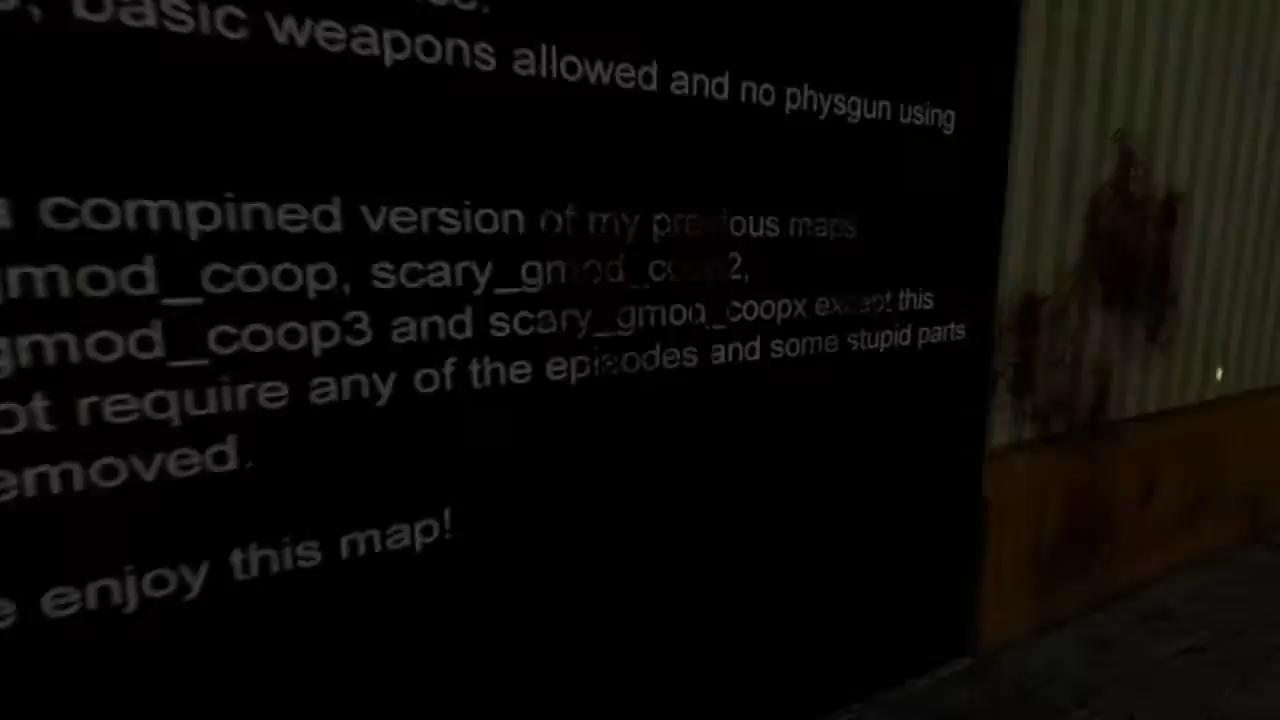 basic weapons allowed and no physgun using
compined version of my previous maps
gmod_coop, scary_gmod_coop2,
gmod_coop3 and scary_gmod_coopx except this
require any of the episodes and some stupid parts
emoved.
enjoy this map!